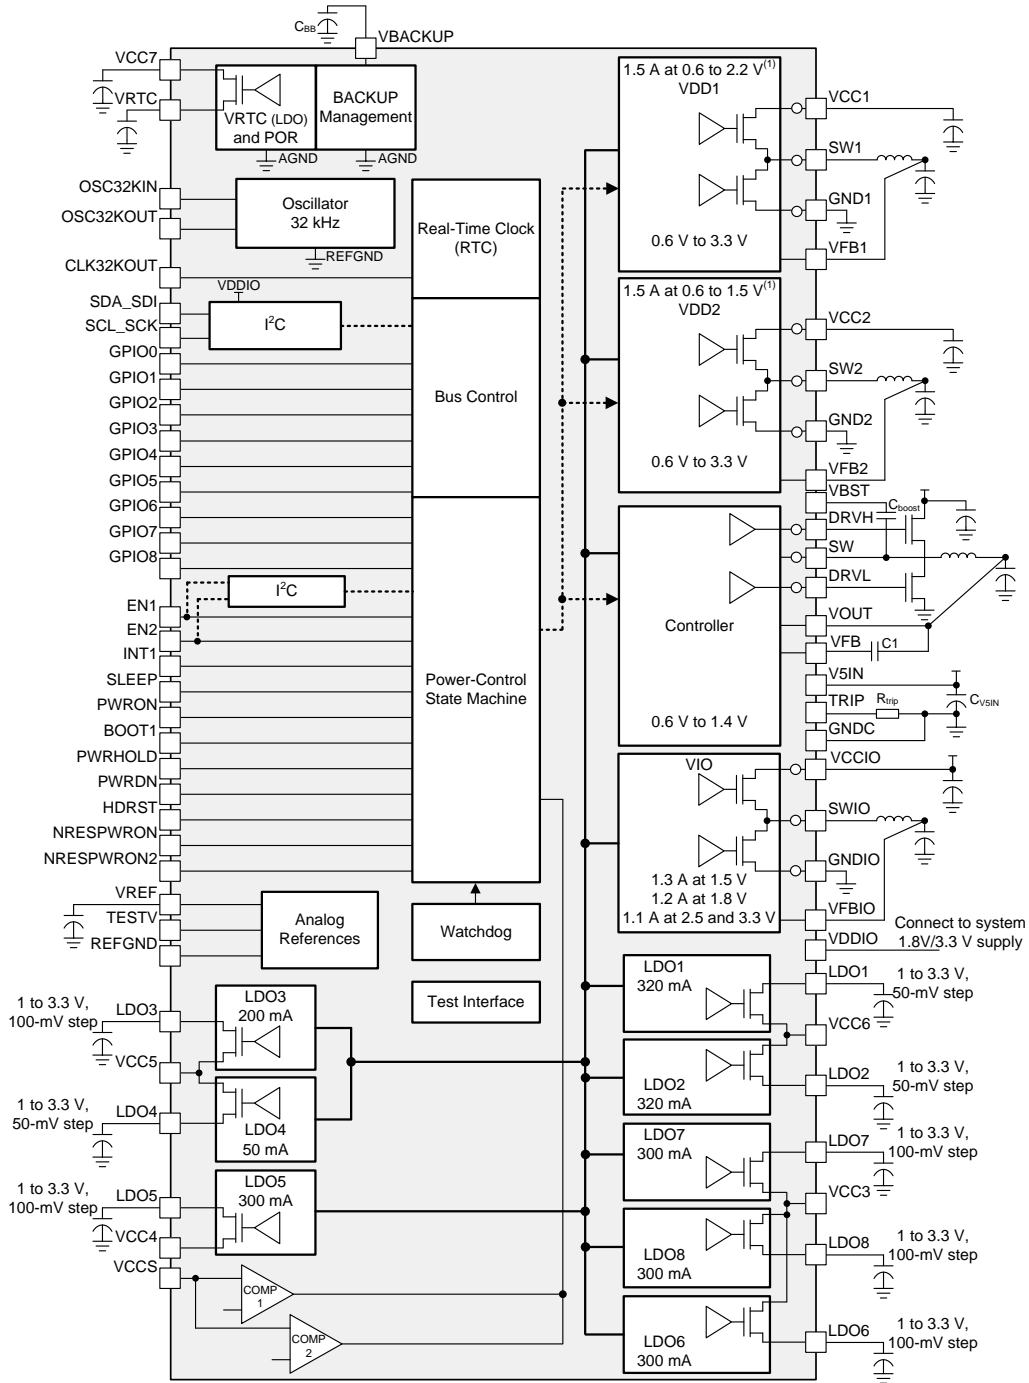 C_BB
VBACKUP
VCC7
VRTC
VRTC (LDO)
and POR
BACKUP
Management
AGND
AGND
OSC32KIN
OSC32KOUT
Oscillator
32 kHz
REFGND
CLK32KOUT
VDDIO
SDA_SDI
SCL_SCK
I²C
GPIO0
GPIO1
GPIO2
GPIO3
GPIO4
GPIO5
GPIO6
GPIO7
GPIO8
EN1
EN2
I²C
INT1
SLEEP
PWRON
BOOT1
PWRHOLD
PWRDN
HDRST
NRESPWRON
NRESPWRON2
VREF
TESTV
REFGND
Analog
References
Real-Time Clock
(RTC)
Bus Control
Power-Control
State Machine
Watchdog
Test Interface
1 to 3.3 V,
100-mV step
LDO3
LDO3
200 mA
VCC5
1 to 3.3 V,
50-mV step
LDO4
LDO4
50 mA
1 to 3.3 V,
100-mV step
LDO5
LDO5
300 mA
VCC4
VCCS
COMP
1
COMP
2
1.5 A at 0.6 to 2.2 V(1)
VDD1
0.6 V to 3.3 V
VCC1
SW1
GND1
VFB1
1.5 A at 0.6 to 1.5 V(1)
VDD2
0.6 V to 3.3 V
VCC2
SW2
GND2
VFB2
VBST
C_boost
DRVH
SW
DRVL
VOUT
VFB
C1
Controller
0.6 V to 1.4 V
V5IN
TRIP
R_trip
C_V5IN
GNDC
VIO
1.3 A at 1.5 V
1.2 A at 1.8 V
1.1 A at 2.5 and 3.3 V
VCCIO
SWIO
GNDIO
VFBIO
VDDIO
Connect to system
1.8V/3.3 V supply
LDO1
320 mA
LDO1
1 to 3.3 V,
50-mV step
VCC6
LDO2
320 mA
LDO2
1 to 3.3 V,
50-mV step
LDO7
300 mA
LDO7
1 to 3.3 V,
100-mV step
VCC3
LDO8
300 mA
LDO8
1 to 3.3 V,
100-mV step
LDO6
300 mA
LDO6
1 to 3.3 V,
100-mV step